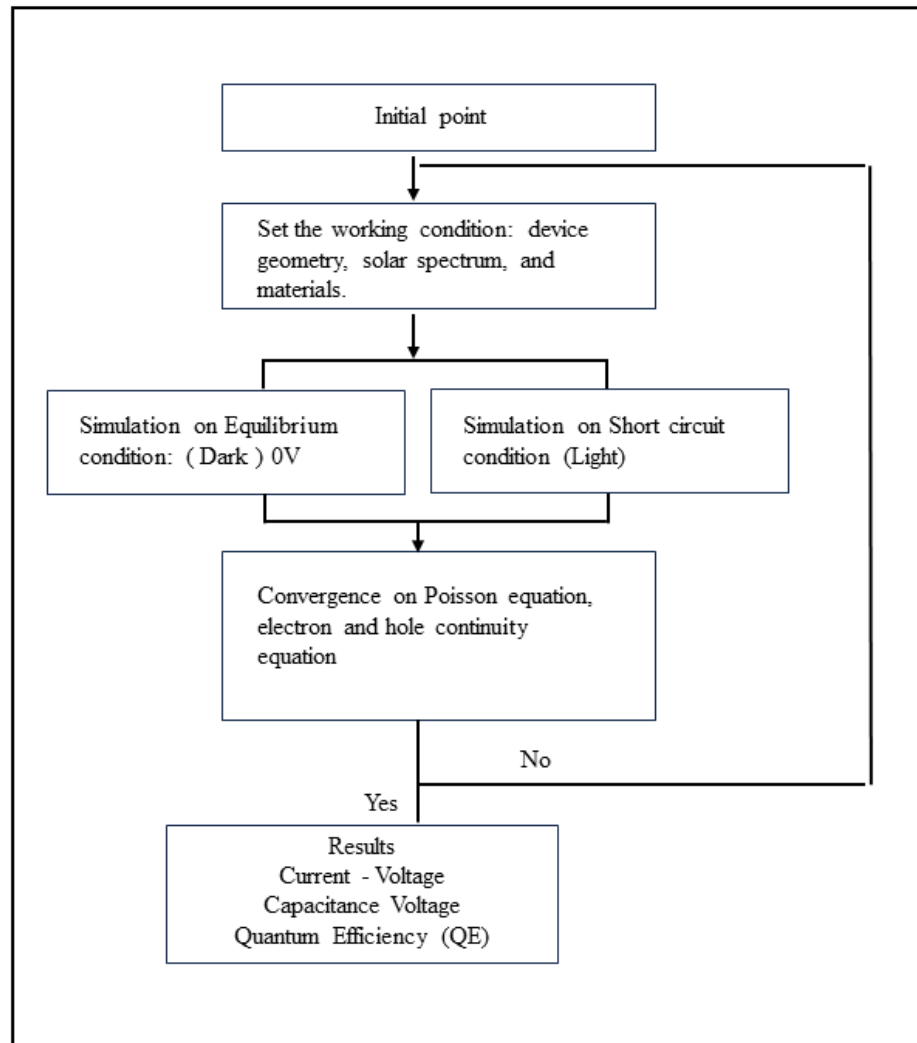 Initial point
Set the working condition: device
geometry, solar spectrum, and
materials.
Simulation on Equilibrium
condition: ( Dark ) 0V
Simulation on Short circuit
condition (Light)
Convergence on Poisson equation,
electron and hole continuity
equation
No
Yes
Results
Current - Voltage
Capacitance Voltage
Quantum Efficiency (QE)